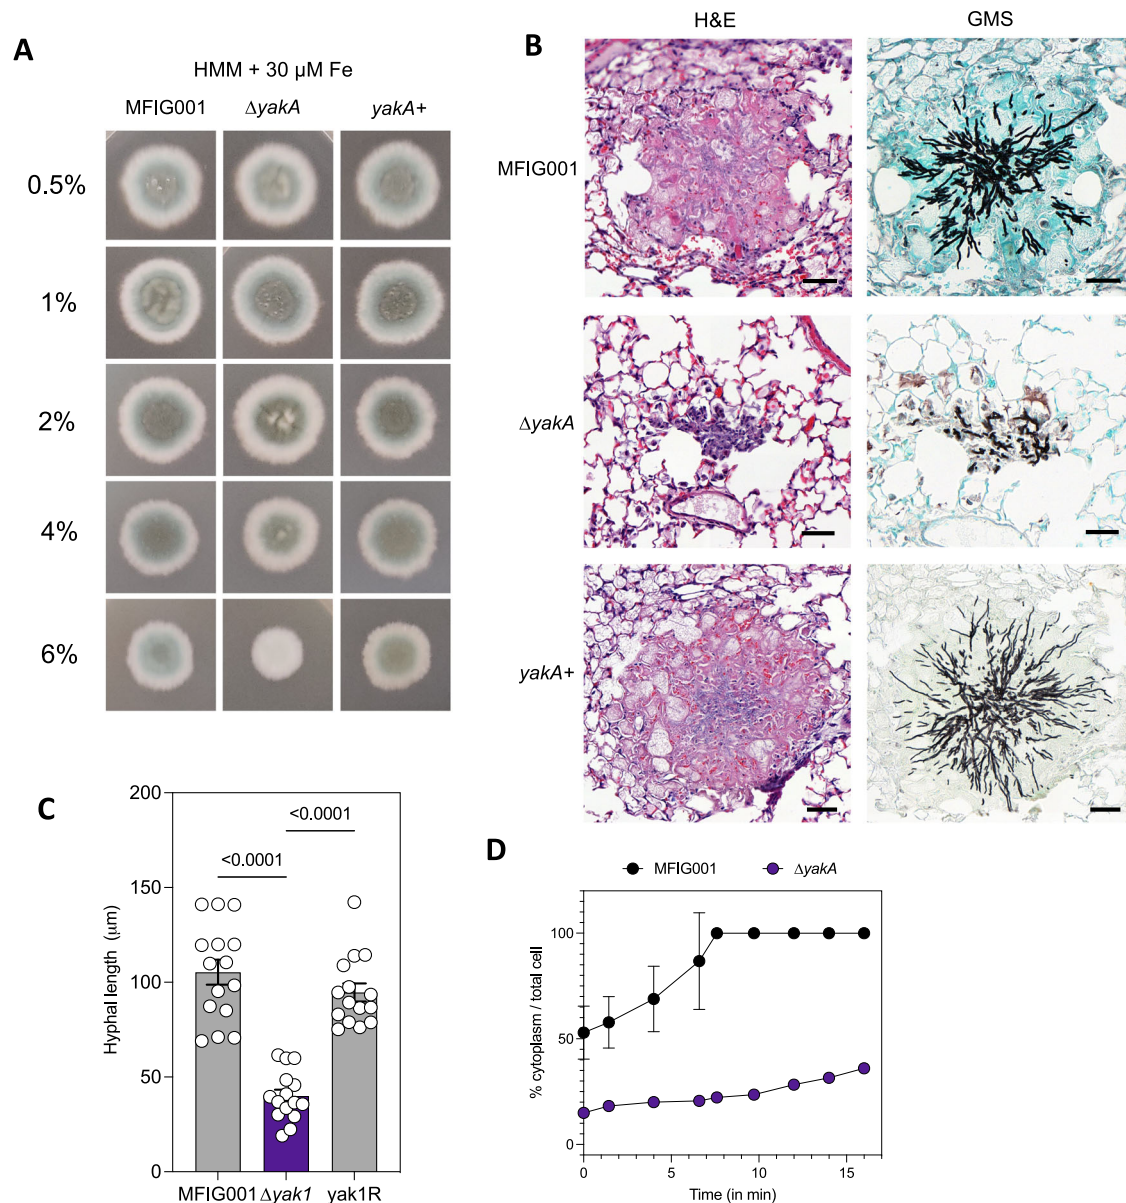 A
HMM + 30 µM Fe
MFIG001 ΔyakA yakA+
0.5%
1%
2%
4%
6%
B
H&E GMS
MFIG001
ΔyakA
yakA+
C
Hyphal length (µm)
200
150
100
50
0
<0.0001
<0.0001
MFIG001 Δyak1 yak1R
D
MFIG001 ΔyakA
% cytoplasm / total cell
100
50
0
0 5 10 15
Time (in min)